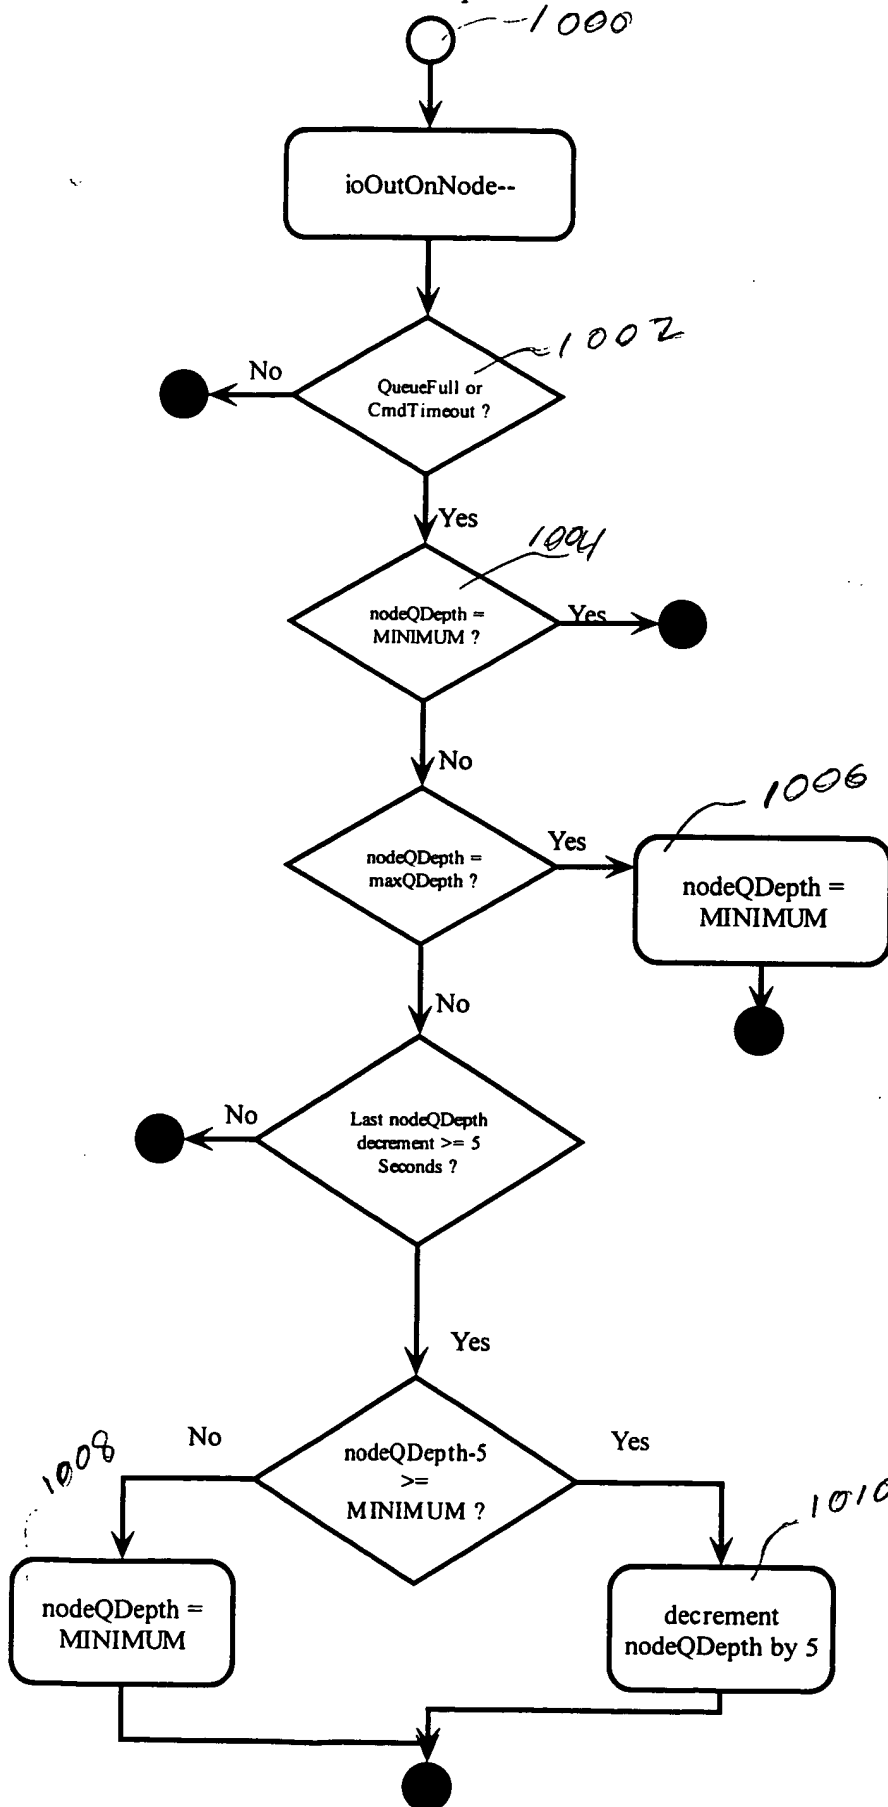 1000
ioOutOnNode--
1002
No
QueueFull or
CmdTimeout ?
Yes
1004
nodeQDepth =
MINIMUM ?
Yes
No
1006
nodeQDepth =
maxQDepth ?
Yes
nodeQDepth =
MINIMUM
No
No
Last nodeQDepth
decrement >= 5
Seconds ?
Yes
1008
No
nodeQDepth-5
>=
MINIMUM ?
Yes
1010
nodeQDepth =
MINIMUM
decrement
nodeQDepth by 5